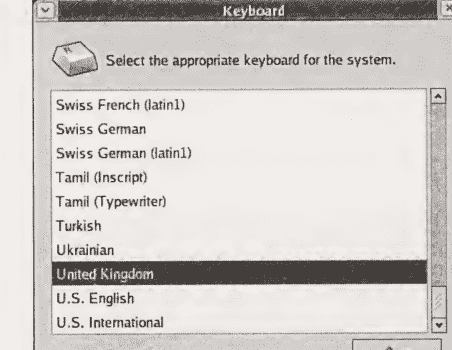 Keyboard
Select the appropriate keyboard for the system.
Swiss French (latin1)
Swiss German
Swiss German (latin1)
Tamil (Inscript)
Tamil (Typewriter)
Turkish
Ukrainian
United Kingdom
U.S. English
U.S. International